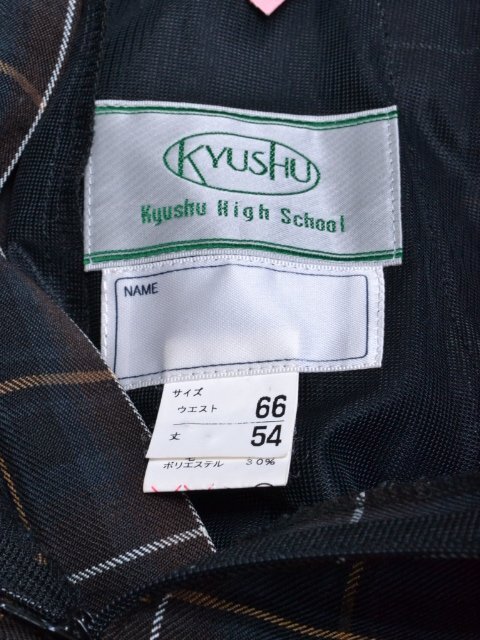 KYUSHU
Kyushu High School
NAME
サイズ
ウエスト 66
丈 54
ポリエステル 30%